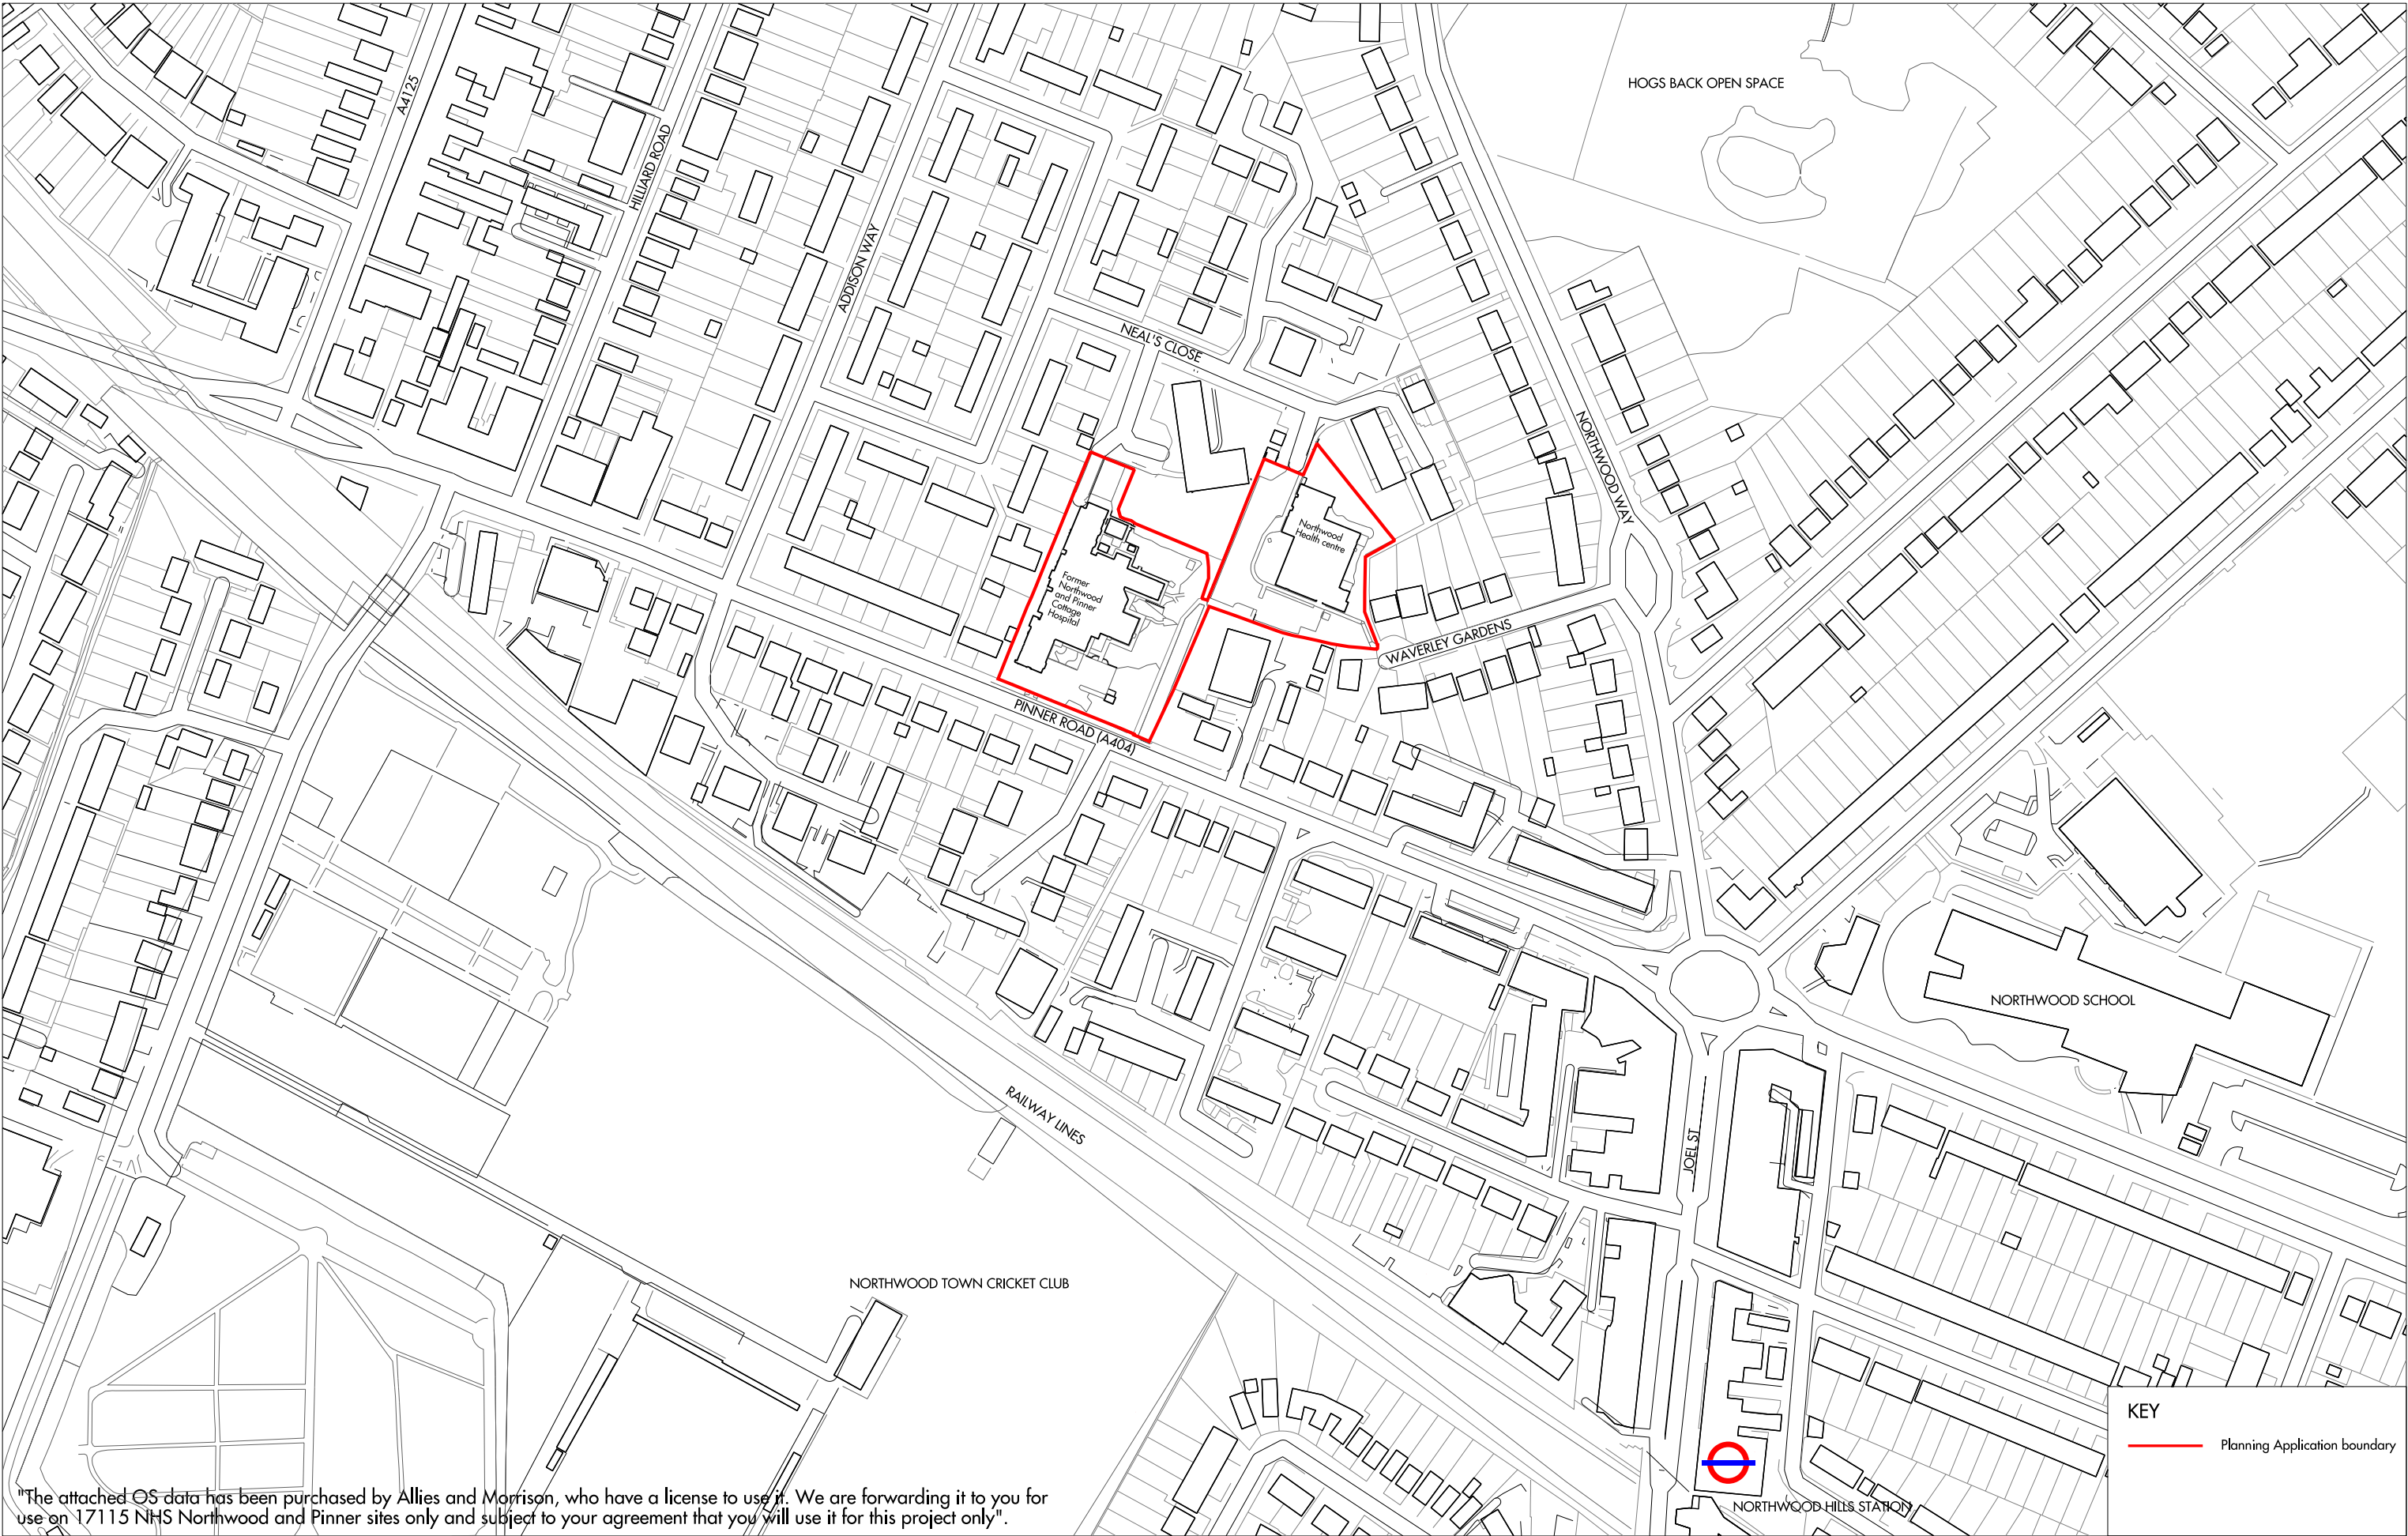 HOGS BACK OPEN SPACE
A4125
HILLIARD ROAD
ADDISON WAY
NEAL'S CLOSE
NORTHWOOD WAY
Northwood
Health centre
Former
Northwood
and Pinner
Cottage
Hospital
WAVERLEY GARDENS
PINNER ROAD (A404)
NORTHWOOD SCHOOL
RAILWAY LINES
JOEL ST
NORTHWOOD TOWN CRICKET CLUB
KEY
Planning Application boundary
NORTHWOOD HILLS STATION
"The attached OS data has been purchased by Allies and Morrison, who have a license to use it. We are forwarding it to you for
use on 17115 NHS Northwood and Pinner sites only and subject to your agreement that you will use it for this project only".